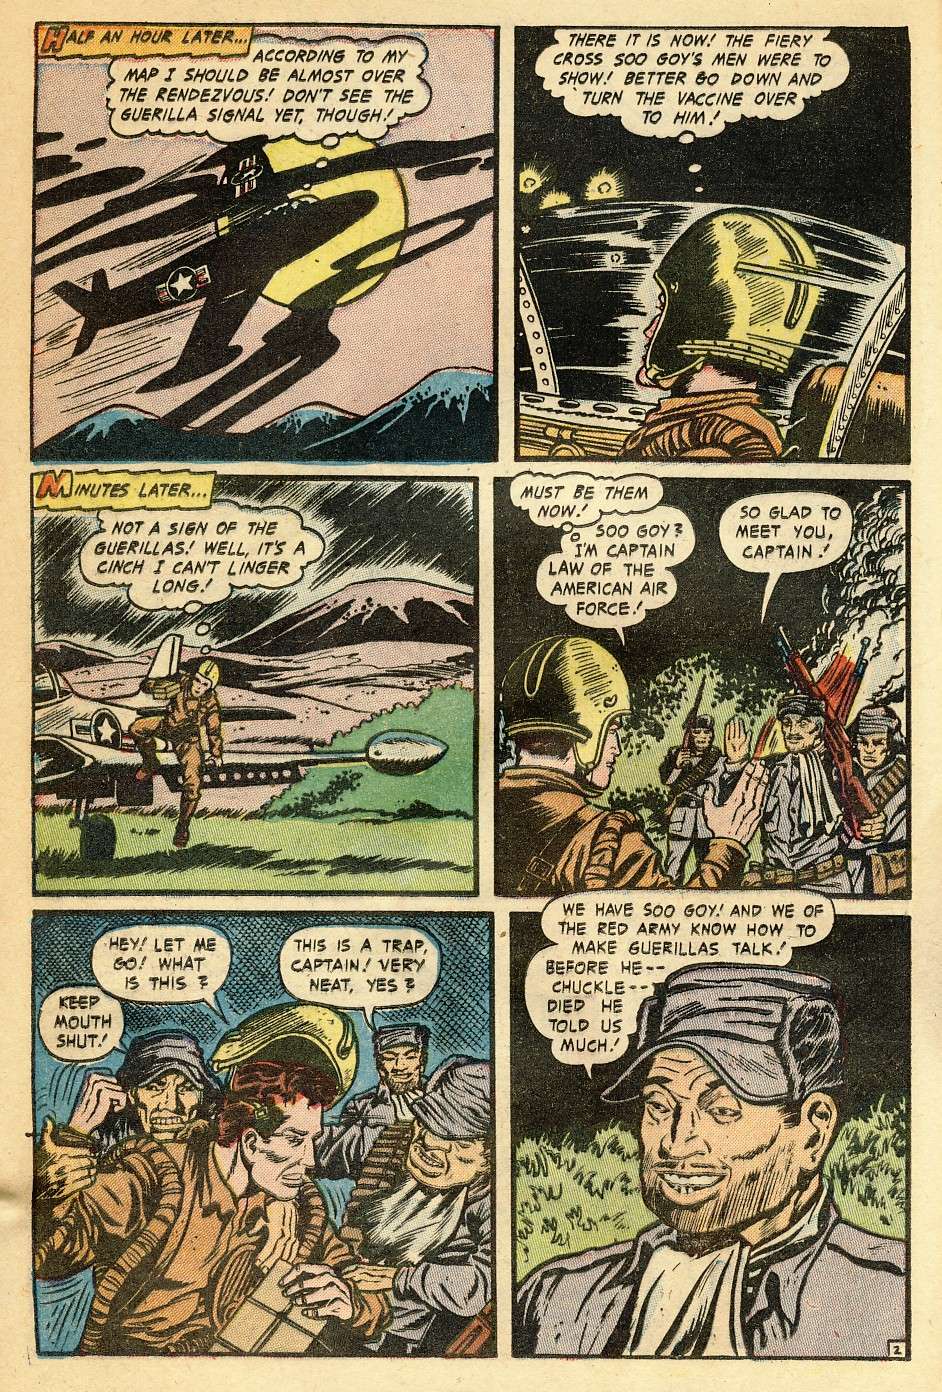 HALF AN HOUR LATER...
ACCORDING TO MY
MAP I SHOULD BE ALMOST OVER
THE RENDEZVOUS! DON'T SEE THE
GUERILLA SIGNAL YET, THOUGH!
THERE IT IS NOW! THE FIERY
CROSS SOO GOY'S MEN WERE TO
SHOW! BETTER GO DOWN AND
TURN THE VACCINE OVER
TO HIM!
MINUTES LATER...
NOT A SIGN OF THE
GUERILLAS! WELL, IT'S A
CINCH I CAN'T LINGER
LONG!
MUST BE THEM
NOW!
SOO GOY?
I'M CAPTAIN
LAW OF THE
AMERICAN AIR
FORCE!
SO GLAD TO
MEET YOU,
CAPTAIN!
KEEP
MOUTH
SHUT!
HEY! LET ME
GO! WHAT
IS THIS?
THIS IS A TRAP,
CAPTAIN! VERY
NEAT, YES?
WE HAVE SOO GOY! AND WE OF
THE RED ARMY KNOW HOW TO
MAKE GUERILLAS TALK!
BEFORE HE--
CHUCKLE--
DIED HE
TOLD US
MUCH!
2